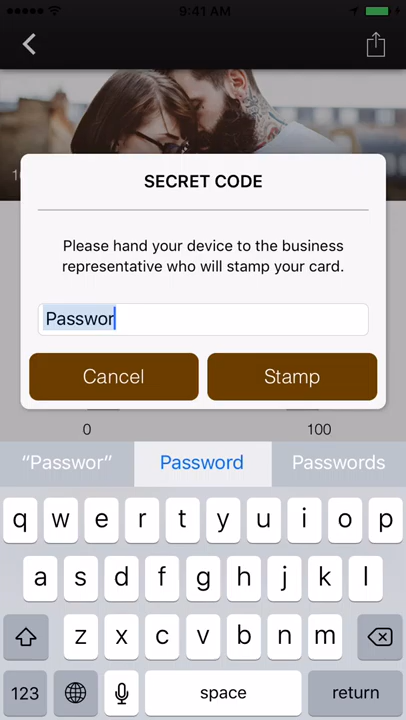 9:41 AM
1
SECRET CODE
Please hand your device to the business
representative who will stamp your card.
Passwor
Cancel Stamp
0 100
“Passwor” Password Passwords
q w e r t y u i o p
a s d f g h j k l
z x c v b n m
123 space return